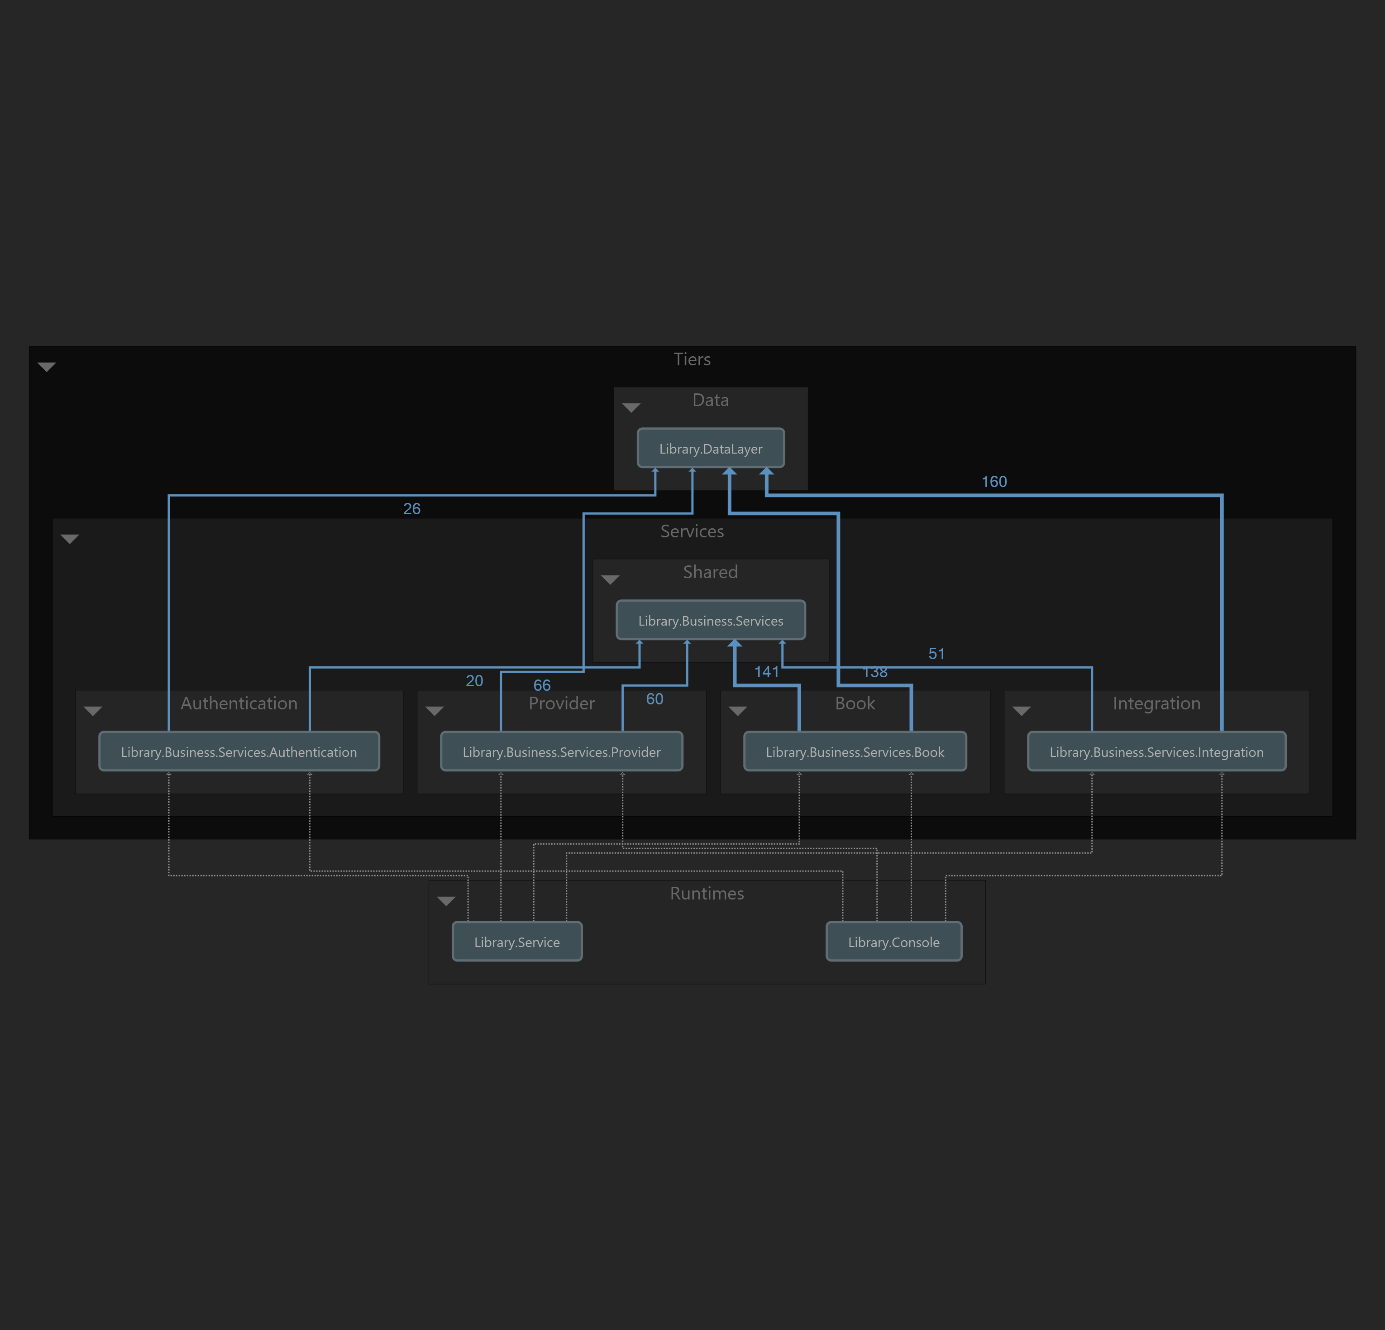 Tiers
Data
Library.DataLayer
160
26
Services
Shared
Library.Business.Services
51
141
138
20
66
60
Authentication
Provider
Book
Integration
Library.Business.Services.Authentication
Library.Business.Services.Provider
Library.Business.Services.Book
Library.Business.Services.Integration
Runtimes
Library.Service
Library.Console